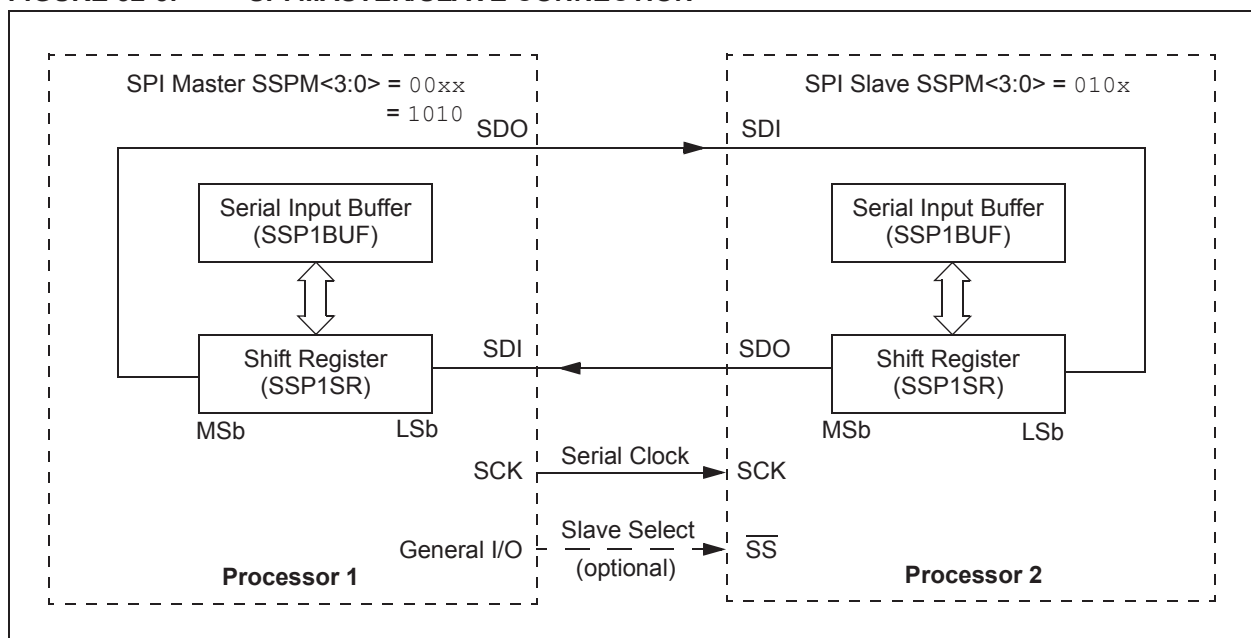 SPI Master SSPM<3:0> = 00xx
= 1010
SDO
Serial Input Buffer
(SSP1BUF)
Shift Register
(SSP1SR)
MSb
LSb
SDI
SCK
General I/O
Processor 1
Serial Clock
Slave Select
(optional)
SPI Slave SSPM<3:0> = 010x
SDI
Serial Input Buffer
(SSP1BUF)
SDO
Shift Register
(SSP1SR)
MSb
LSb
SCK
SS
Processor 2